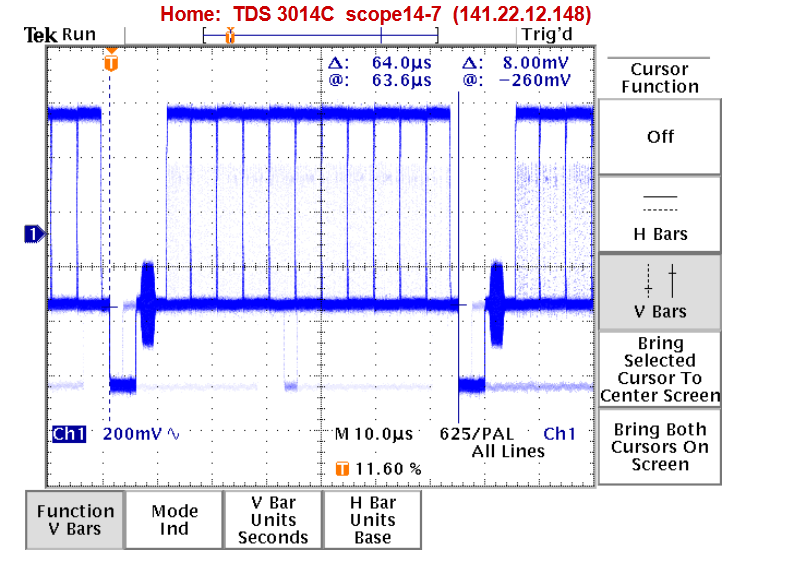 Home: TDS 3014C scope14-7 (141.22.12.148)
Tek Run
Trig'd
T
T
Δ: 64.0µs Δ: 8.00mV
@: 63.6µs @: −260mV
1
Ch1 200mV∿ M 10.0µs 625/PAL Ch1
All Lines
T 11.60 %
Cursor
Function
Off
H Bars
V Bars
Bring
Selected
Cursor To
Center Screen
Bring Both
Cursors On
Screen
Function
V Bars
Mode
Ind
V Bar
Units
Seconds
H Bar
Units
Base